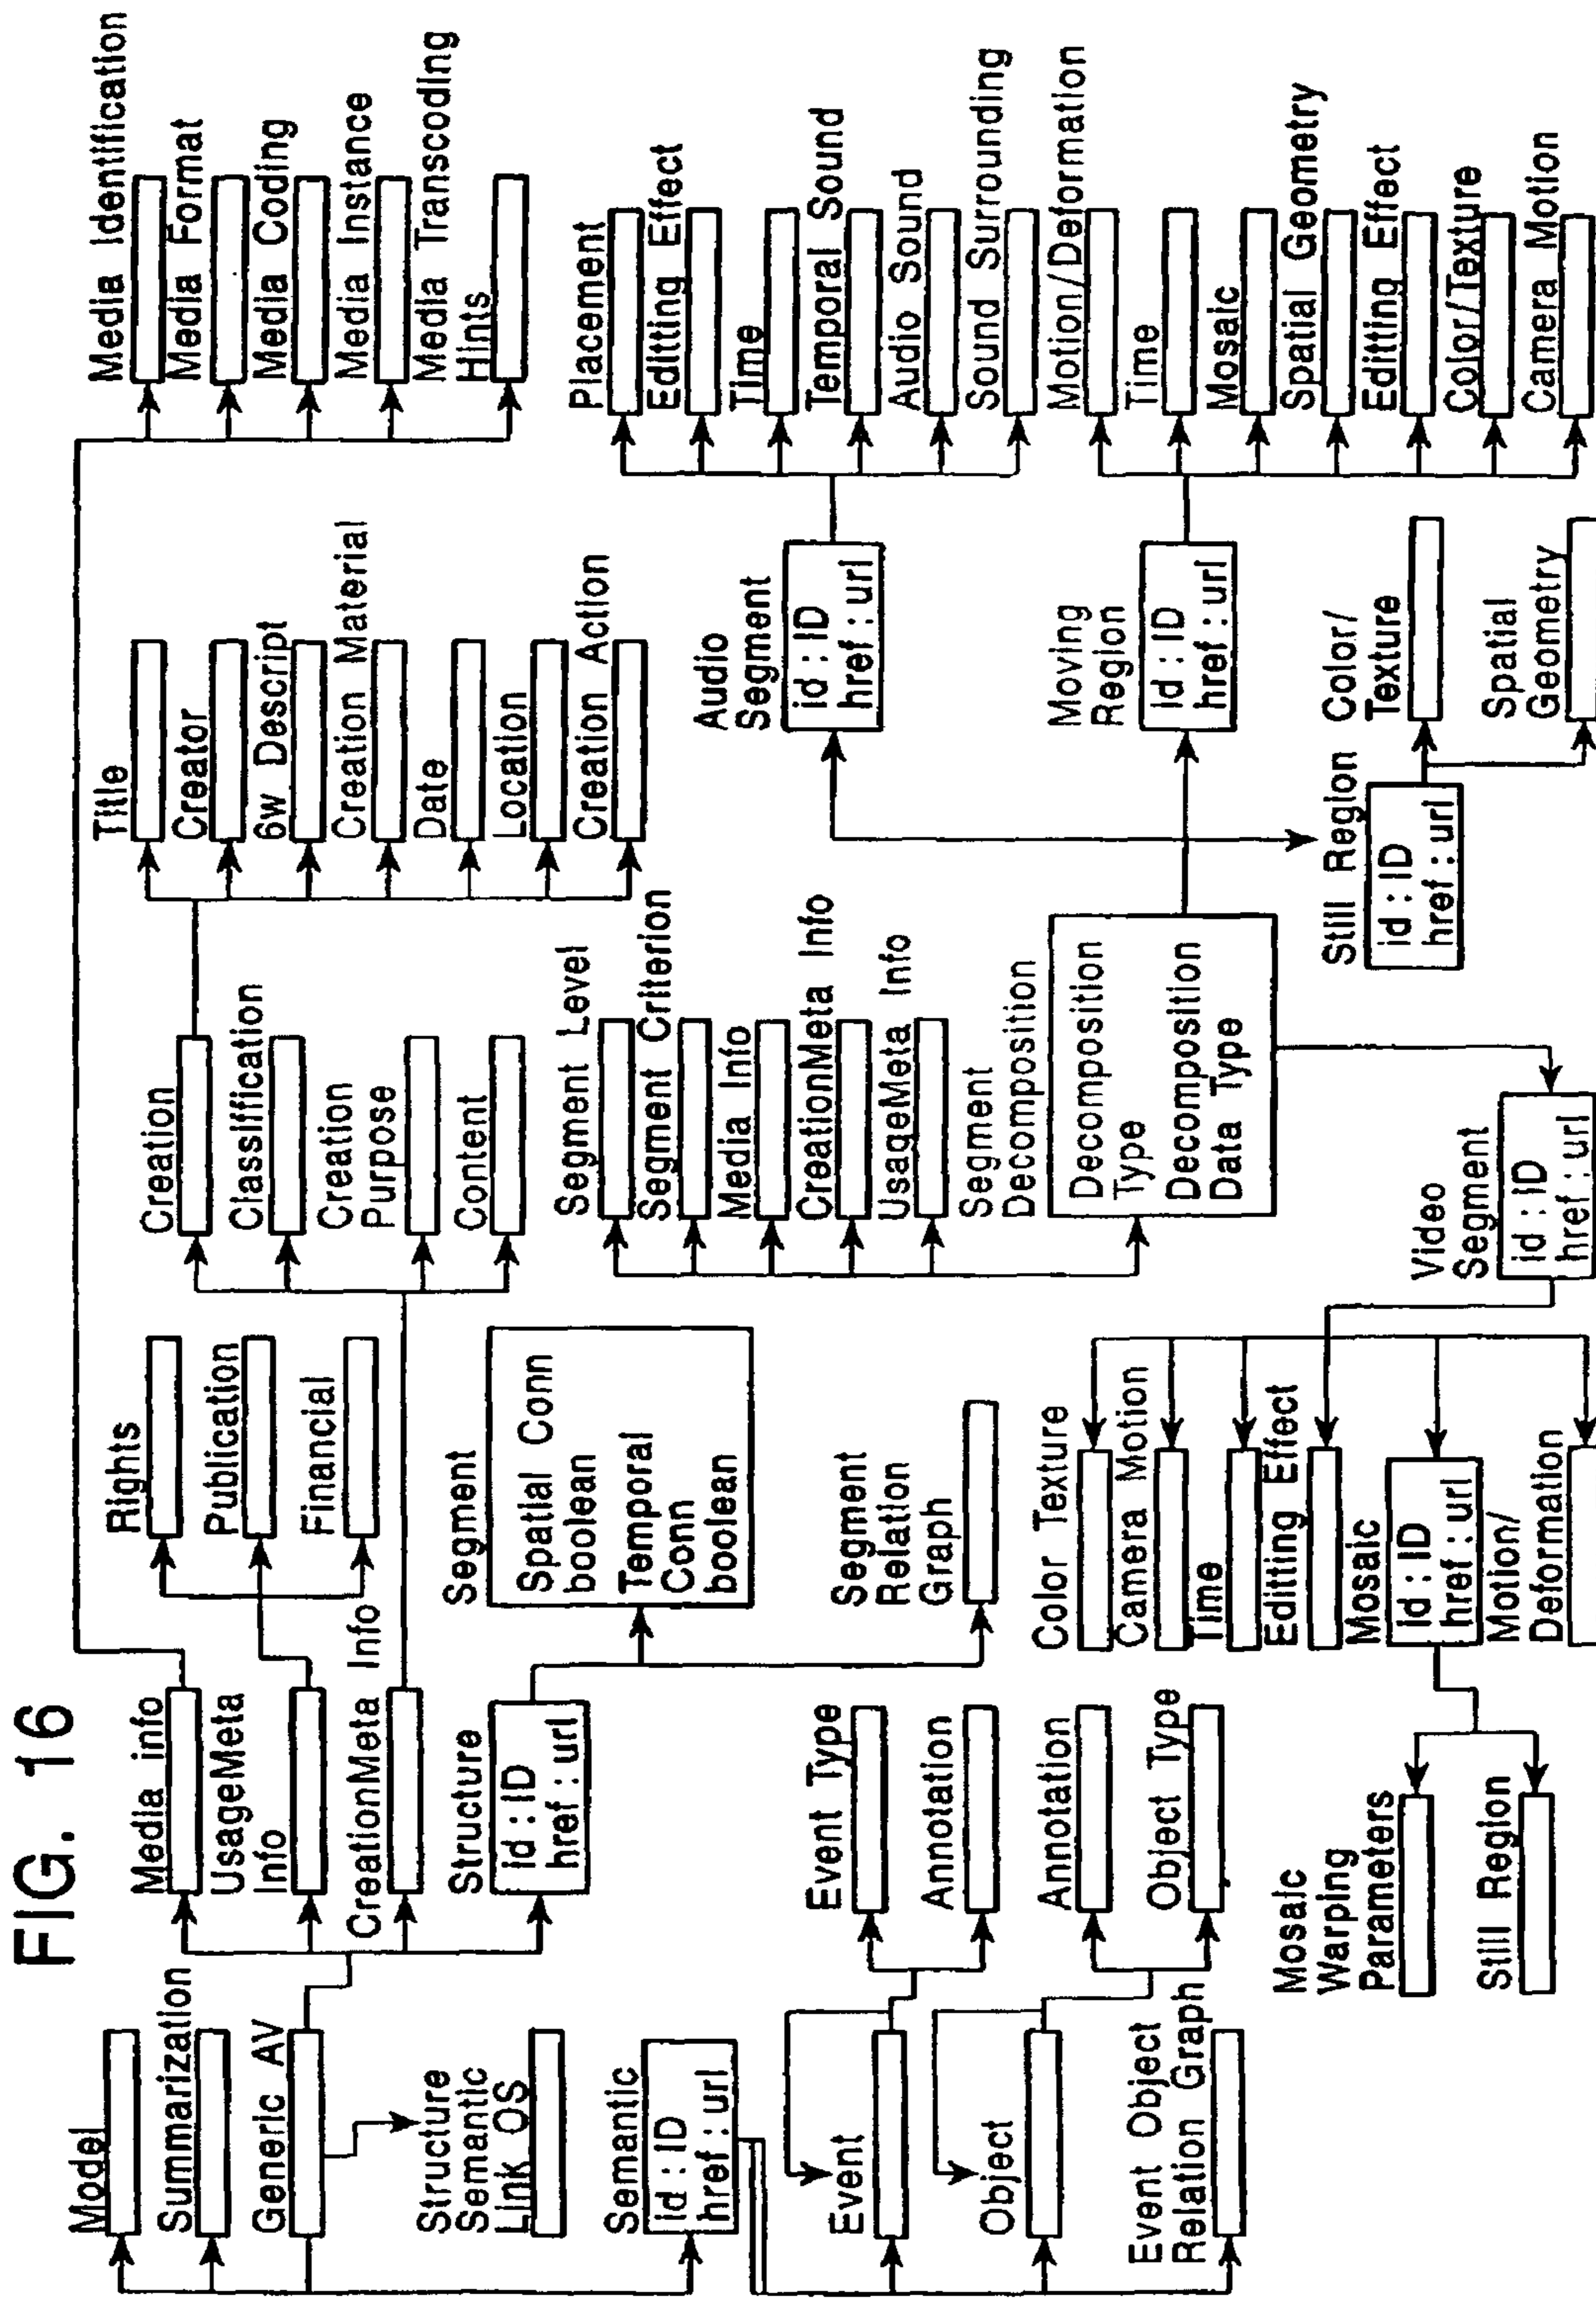 FIG. 16
Model
Summarization
Generic AV
Structure
Semantic
Link OS
Semantic
id : ID
href : url
Event
Object
Event Object
Relation Graph
Media info
UsageMeta
Info
CreationMeta Info
Structure
id : ID
href : url
Event Type
Annotation
Annotation
Object Type
Mosaic
Warping
Parameters
Still Region
Rights
Publication
Financial
Segment
Spatial Conn
boolean
Temporal
Conn
boolean
Segment
Relation
Graph
Color Texture
Camera Motion
Time
Editting Effect
Mosaic
id : ID
href : url
Motion/
Deformation
Creation
Classification
Creation
Purpose
Content
Segment Level
Segment Criterion
Media Info
CreationMeta Info
UsageMeta Info
Segment
Decomposition
Decomposition
Type
Decomposition
Data Type
Video
Segment
id : ID
href : url
Title
Creator
6w Descript
Creation Material
Date
Location
Creation Action
Audio
Segment
id : ID
href : url
Moving
Region
id : ID
href : url
Still Region
id : ID
href : url
Color/
Texture
Spatial
Geometry
Media Identification
Media Format
Media Coding
Media Instance
Media Transcoding
Hints
Placement
Editting Effect
Time
Temporal Sound
Audio Sound
Sound Surrounding
Motion/Deformation
Time
Mosaic
Spatial Geometry
Editting Effect
Color/Texture
Camera Motion